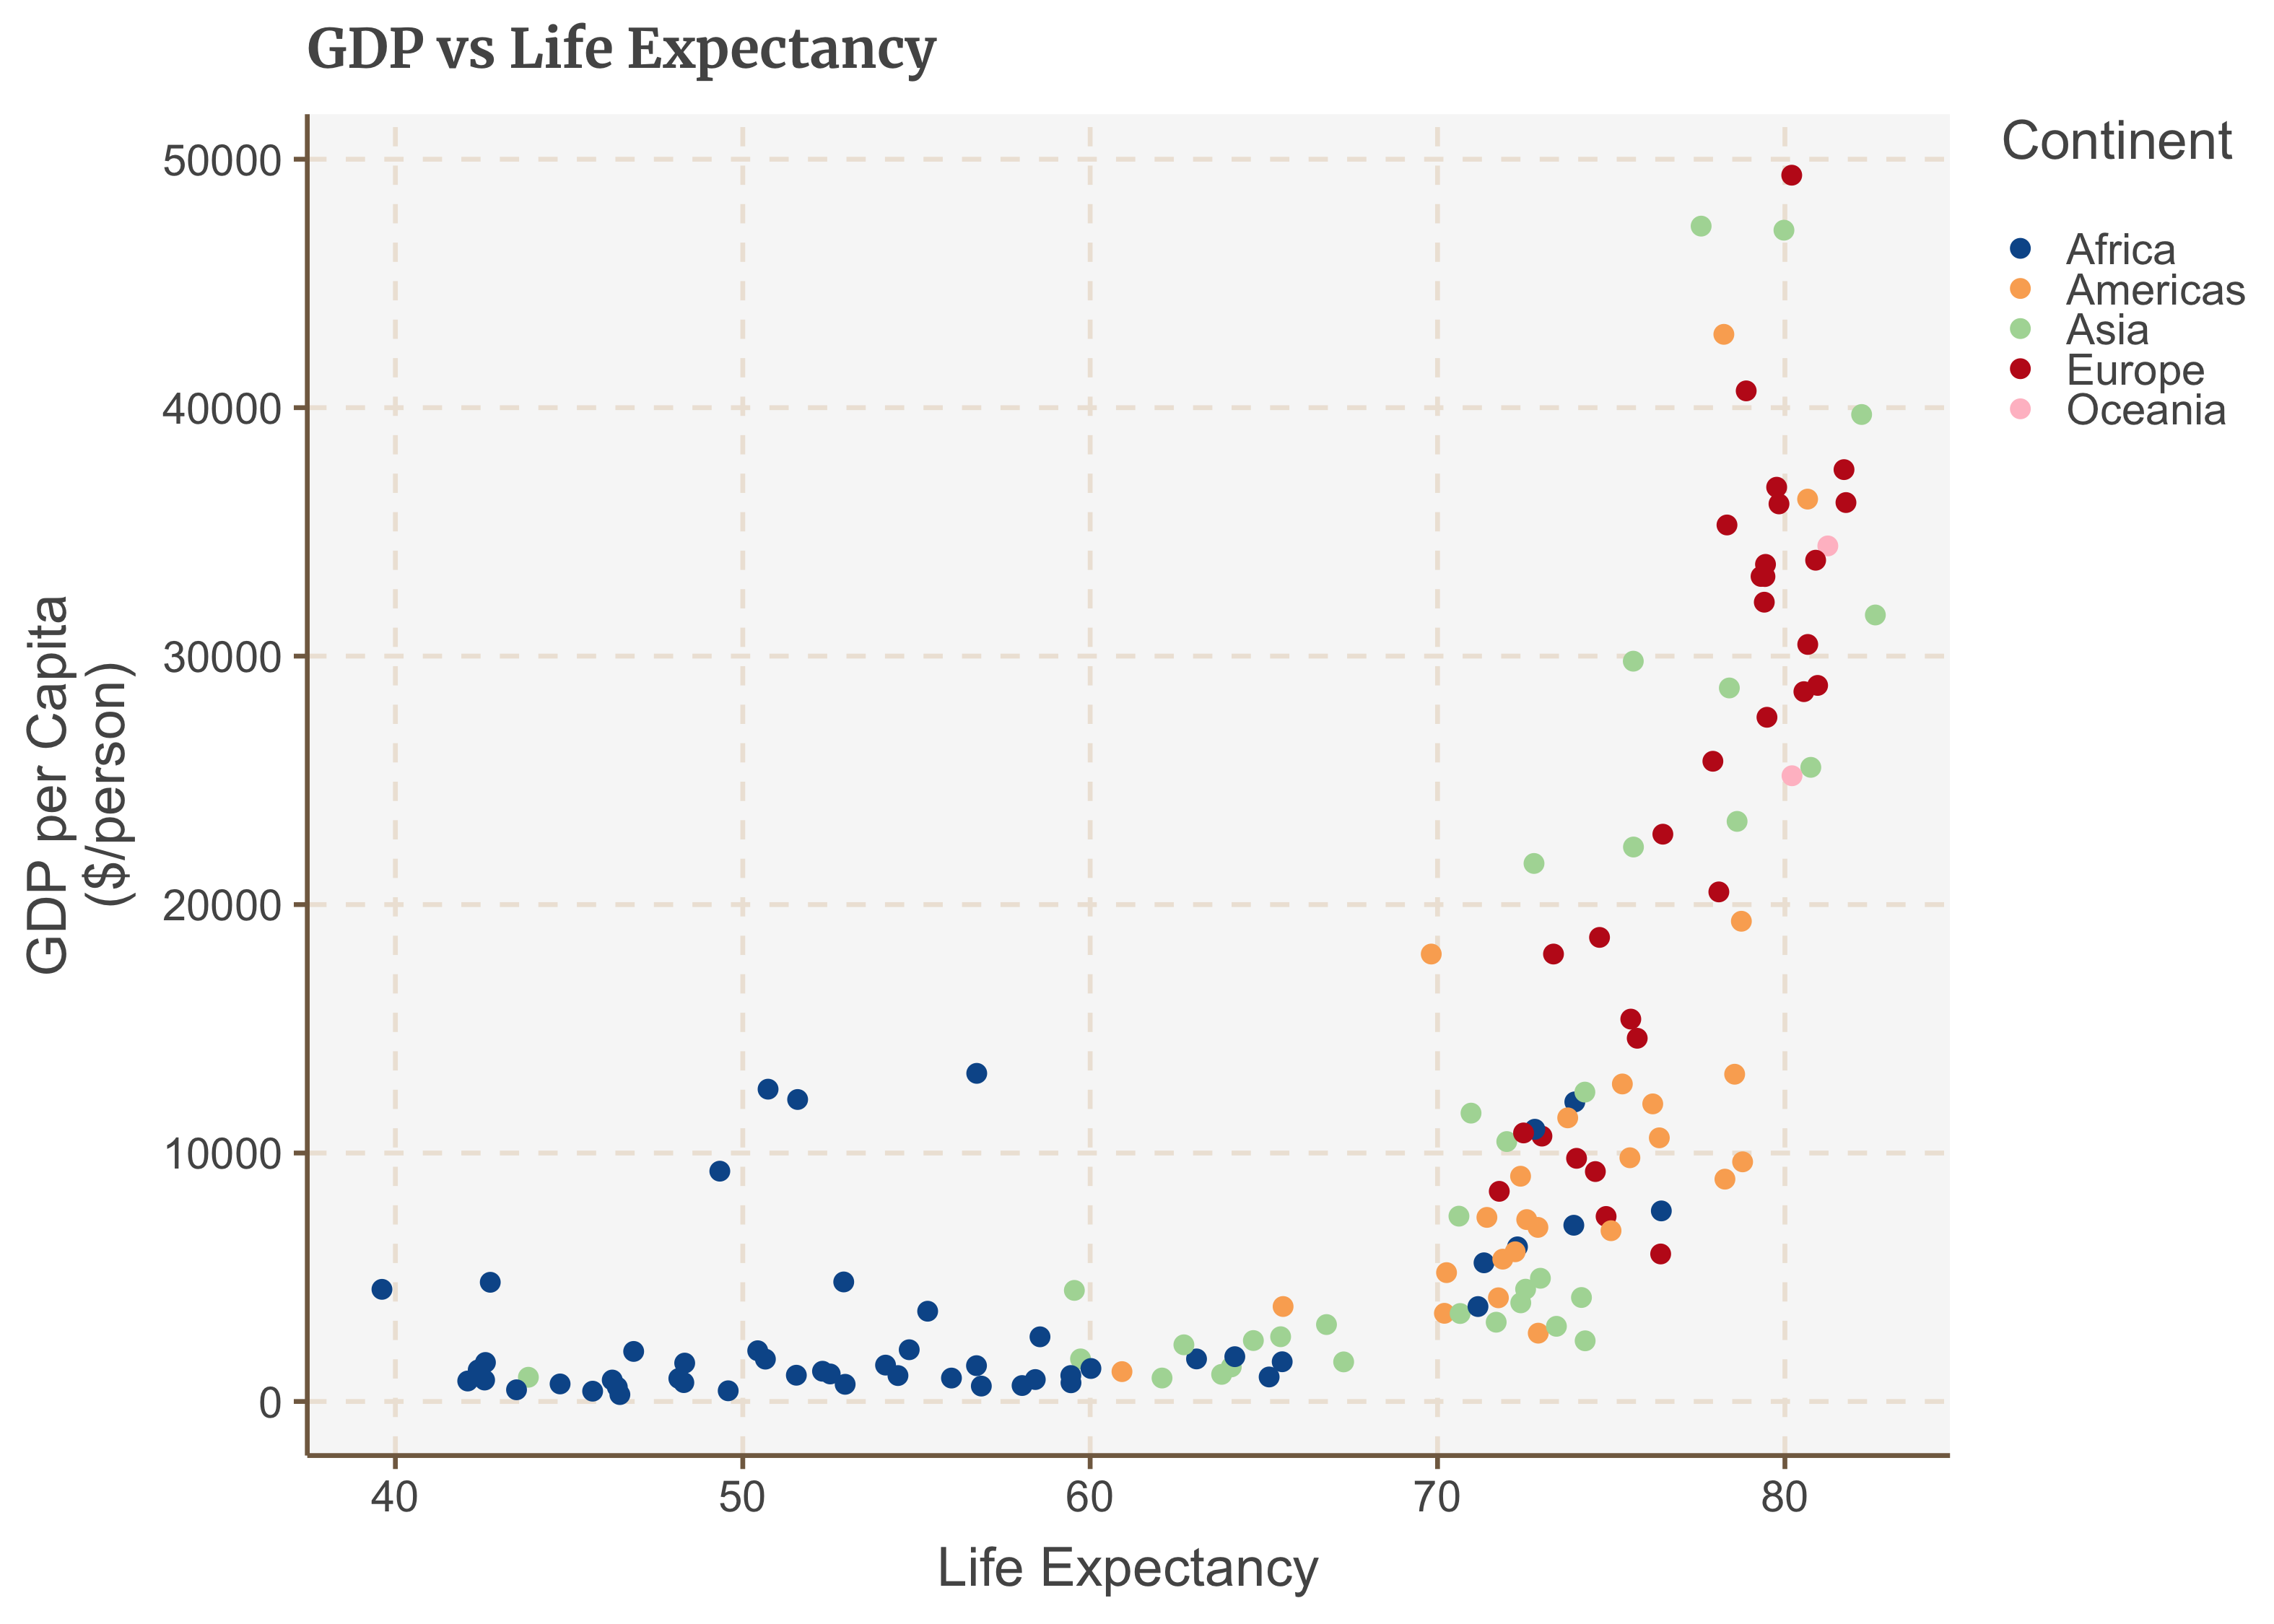 GDP vs Life Expectancy
GDP per Capita
($/person)
50000
40000
30000
20000
10000
0
40
50
60
70
80
Life Expectancy
Continent
Africa
Americas
Asia
Europe
Oceania